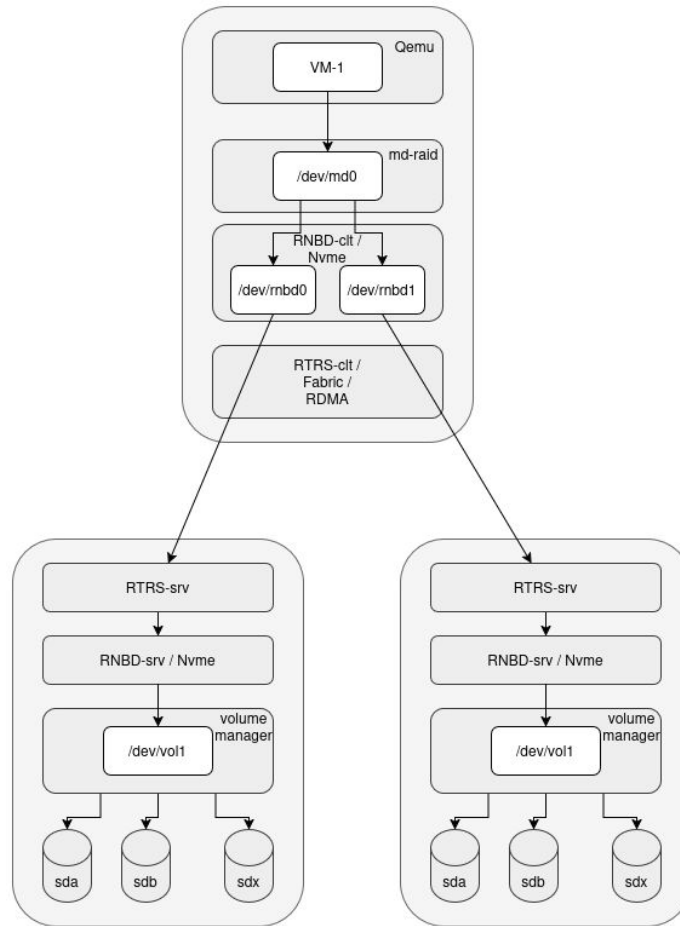 Qemu
VM-1
md-raid
/dev/md0
RNBD-clt /
Nvme
/dev/rnbd0
/dev/rnbd1
RTRS-clt /
Fabric /
RDMA
RTRS-srv
RNBD-srv / Nvme
volume
manager
/dev/vol1
sda
sdb
sdx
RTRS-srv
RNBD-srv / Nvme
volume
manager
/dev/vol1
sda
sdb
sdx